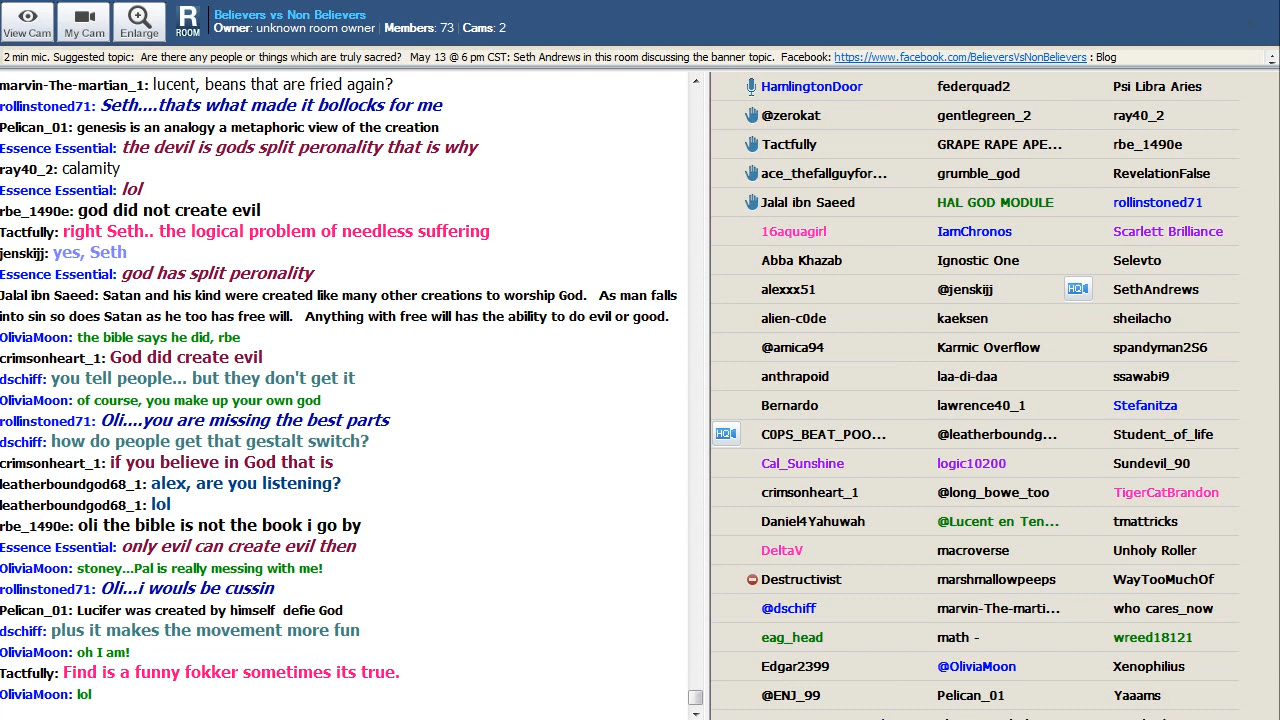 View Cam
My Cam
Enlarge
R
ROOM
Believers vs Non Believers
Owner: unknown room owner | Members: 73 | Cams: 2
2 min mic. Suggested topic: Are there any people or things which are truly sacred? May 13 @ 6 pm CST: Seth Andrews in this room discussing the banner topic. Facebook: https://www.facebook.com/BelieversVsNonBelievers : Blog
marvin-The-martian_1: lucent, beans that are fried again?
rollinstoned71: Seth....thats what made it bollocks for me
Pelican_01: genesis is an analogy a metaphoric view of the creation
Essence Essential: the devil is gods split peronality that is why
ray40_2: calamity
Essence Essential: lol
rbe_1490e: god did not create evil
Tactfully: right Seth.. the logical problem of needless suffering
jenskijj: yes, Seth
Essence Essential: god has split peronality
Jalal ibn Saeed: Satan and his kind were created like many other creations to worship God. As man falls
into sin so does Satan as he too has free will. Anything with free will has the ability to do evil or good.
OliviaMoon: the bible says he did, rbe
crimsonheart_1: God did create evil
dschiff: you tell people... but they don't get it
OliviaMoon: of course, you make up your own god
rollinstoned71: Oli....you are missing the best parts
dschiff: how do people get that gestalt switch?
crimsonheart_1: if you believe in God that is
leatherboundgod68_1: alex, are you listening?
leatherboundgod68_1: lol
rbe_1490e: oli the bible is not the book i go by
Essence Essential: only evil can create evil then
OliviaMoon: stoney...Pal is really messing with me!
rollinstoned71: Oli...i wouls be cussin
Pelican_01: Lucifer was created by himself defie God
dschiff: plus it makes the movement more fun
OliviaMoon: oh I am!
Tactfully: Find is a funny fokker sometimes its true.
OliviaMoon: lol
HamlingtonDoor federquad2 Psi Libra Aries
@zerokat gentlegreen_2 ray40_2
Tactfully GRAPE RAPE APE... rbe_1490e
ace_thefallguyfor... grumble_god RevelationFalse
Jalal ibn Saeed HAL GOD MODULE rollinstoned71
16aquagirl IamChronos Scarlett Brilliance
Abba Khazab Ignostic One Selevto
alexxx51 @jenskijj HQ SethAndrews
alien-c0de kaeksen sheilacho
@amica94 Karmic Overflow spandyman2S6
anthrapoid laa-di-daa ssawabi9
Bernardo lawrence40_1 Stefanitza
HQ C0PS_BEAT_POO... @leatherboundg... Student_of_life
Cal_Sunshine logic10200 Sundevil_90
crimsonheart_1 @long_bowe_too TigerCatBrandon
Daniel4Yahuwah @Lucent en Ten... tmattricks
DeltaV macroverse Unholy Roller
Destructivist marshmallowpeeps WayTooMuchOf
@dschiff marvin-The-marti... who cares_now
eag_head math - wreed18121
Edgar2399 @OliviaMoon Xenophilius
@ENJ_99 Pelican_01 Yaaams